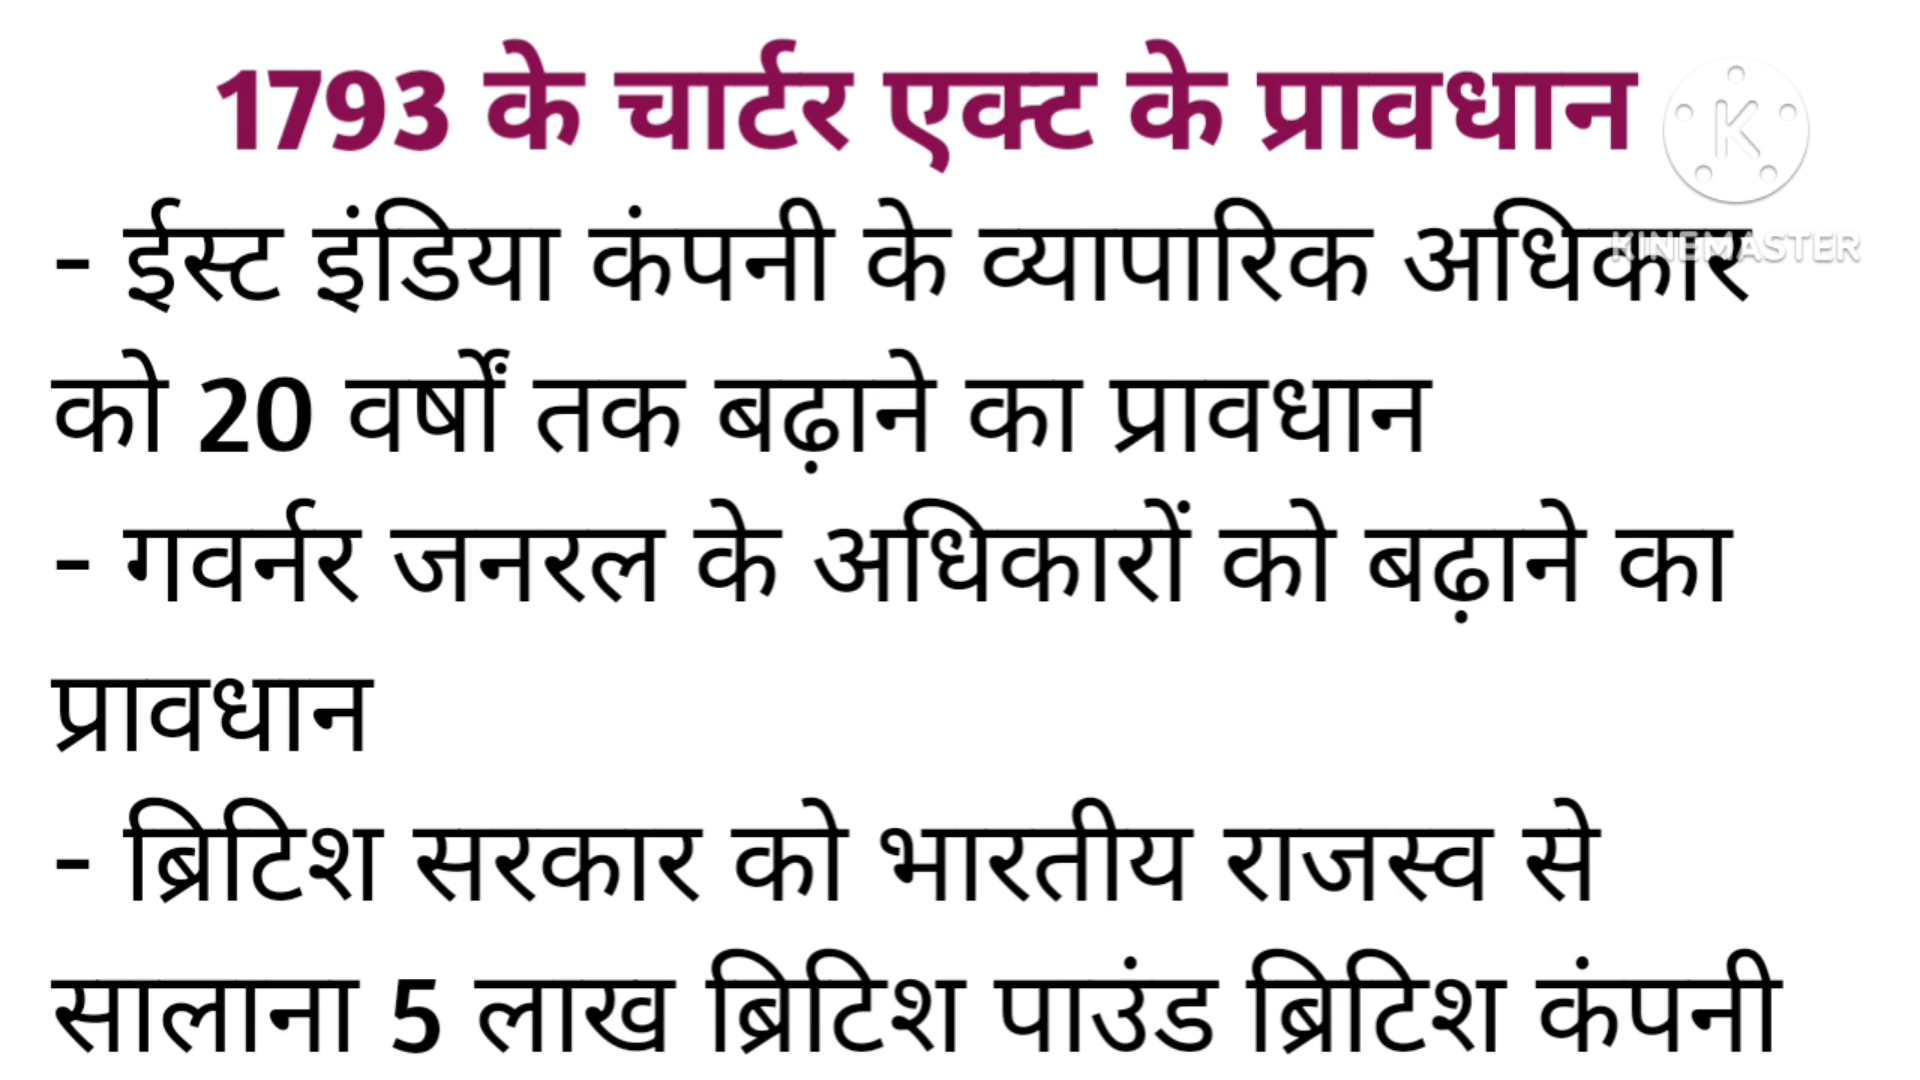 1793 के चार्टर एक्ट के प्रावधान
K
KINEMASTER
- ईस्ट इंडिया कंपनी के व्यापारिक अधिकार
को 20 वर्षों तक बढ़ाने का प्रावधान
- गवर्नर जनरल के अधिकारों को बढ़ाने का
प्रावधान
- ब्रिटिश सरकार को भारतीय राजस्व से
सालाना 5 लाख ब्रिटिश पाउंड ब्रिटिश कंपनी